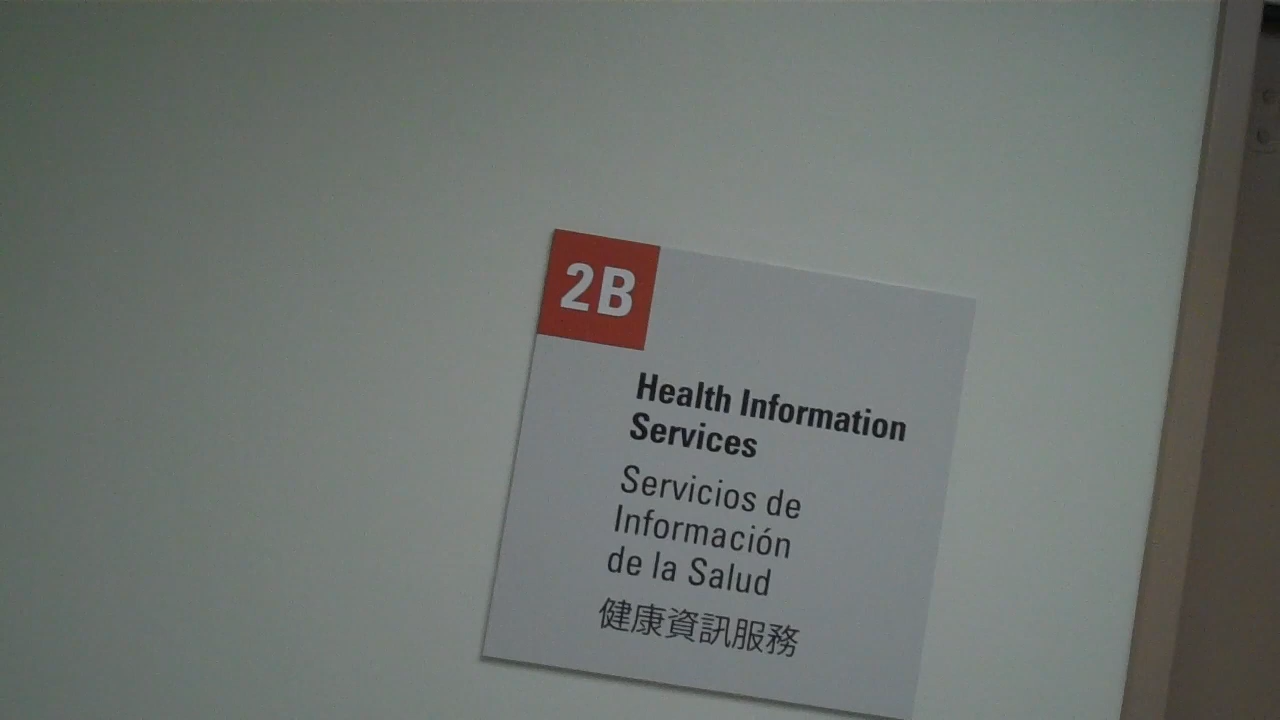 2B
Health Information
Services
Servicios de
Información
de la Salud
健康資訊服務